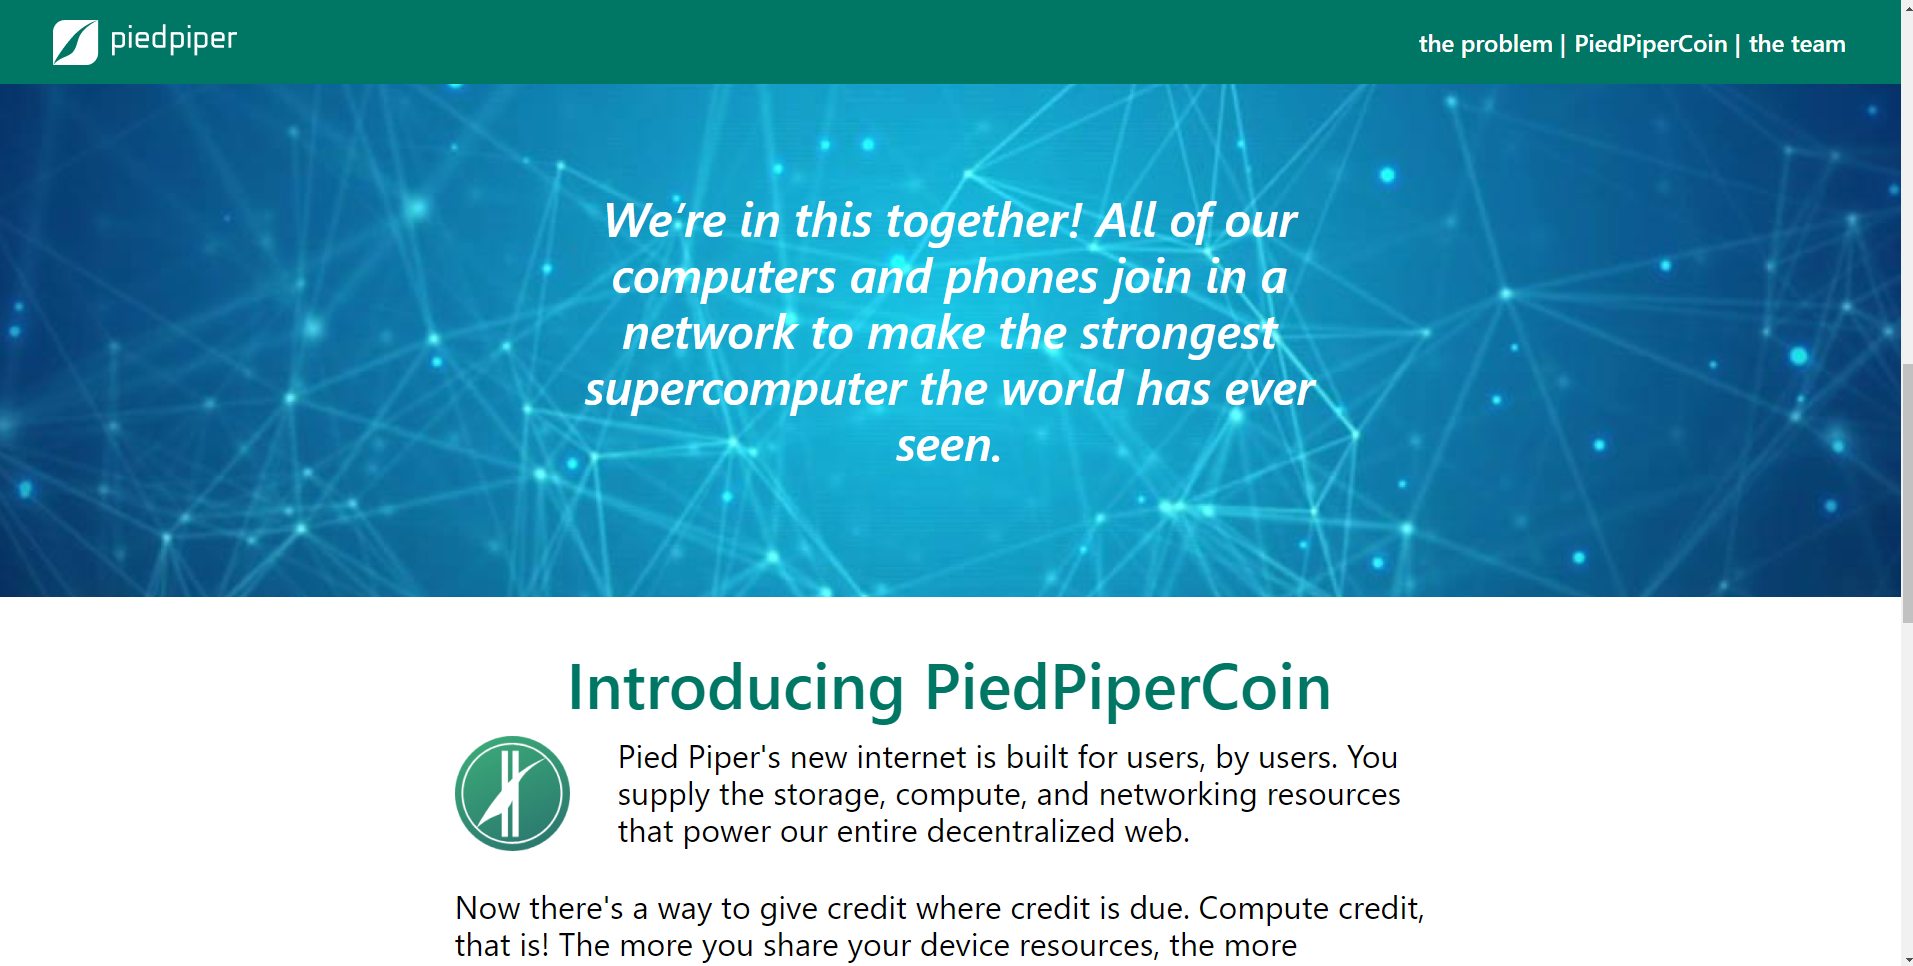 piedpiper
the problem | PiedPiperCoin | the team
We’re in this together! All of our
computers and phones join in a
network to make the strongest
supercomputer the world has ever
seen.
Introducing PiedPiperCoin
Pied Piper's new internet is built for users, by users. You
supply the storage, compute, and networking resources
that power our entire decentralized web.
Now there's a way to give credit where credit is due. Compute credit,
that is! The more you share your device resources, the more